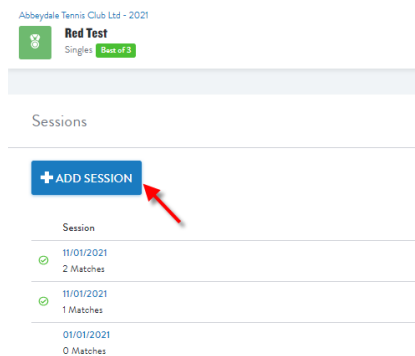 Abbeydale Tennis Club Ltd - 2021
Red Test
Singles Best of 3
Sessions
ADD SESSION
Session
11/01/2021
2 Matches
11/01/2021
1 Matches
01/01/2021
0 Matches